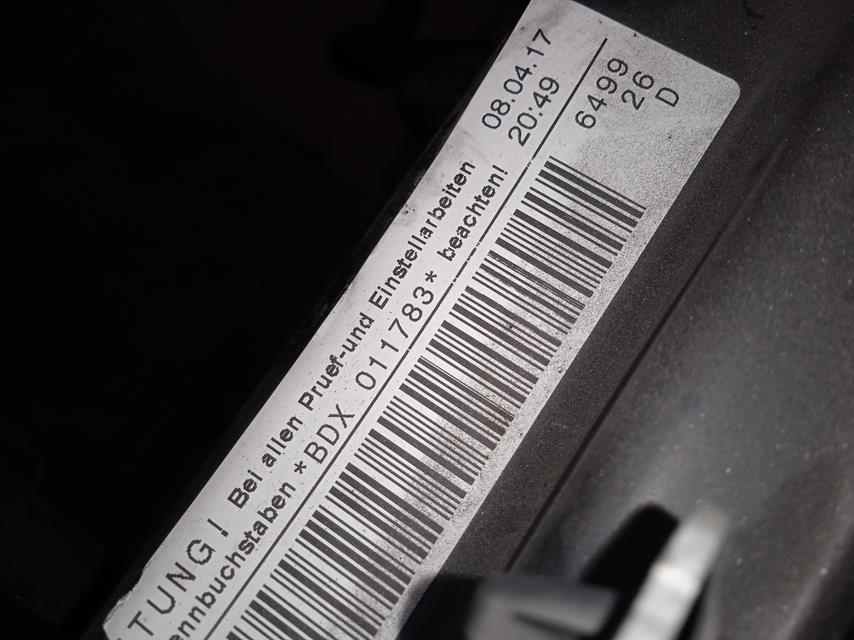 TUNG! Bei allen Pruef-und Einstellarbeiten
ennbuchstaben *BDX 011783* beachten!
08.04.17
20:49
6499
26
D